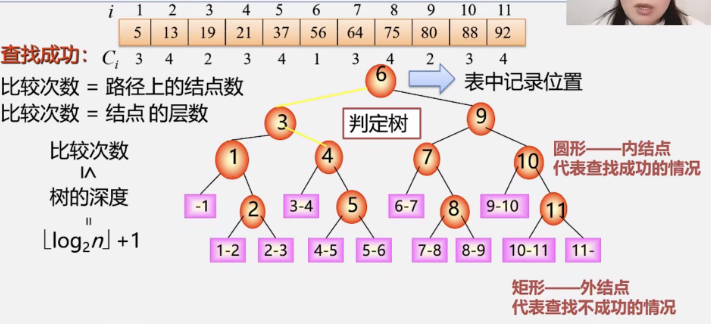 i 1 2 3 4 5 6 7 8 9 10 11
5 13 19 21 37 56 64 75 80 88 92
查找成功： Ci 3 4 2 3 4 1 3 4 2 3 4
比较次数 = 路径上的结点数
6
表中记录位置
比较次数 = 结点的层数
3
判定树
9
圆形——内结点
代表查找成功的情况
比较次数
≤
树的深度
=
⌊log₂n⌋+1
1 4 7 10
-1 2 3-4 5 6-7 8 9-10 11
1-2 2-3 4-5 5-6 7-8 8-9 10-11 11-
矩形——外结点
代表查找不成功的情况